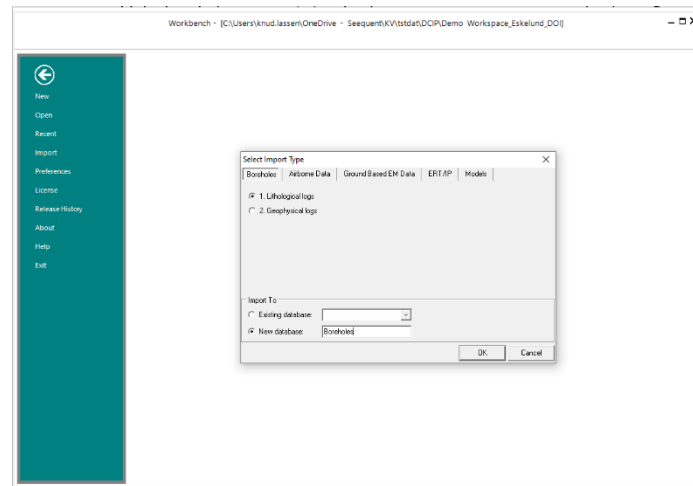 Workbench - [C:\Users\knud.lassen\OneDrive - Seequent\KV\tstdat\DCIP\Demo Workspace_Eskelund_DOI]
New
Open
Recent
Import
Preferences
License
Release History
About
Help
Exit
Select Import Type
Boreholes Airborne Data Ground Based EM Data ERT/IP Models
1. Lithological logs
2. Geophysical logs
Import To
Existing database:
New database: Boreholes
OK Cancel